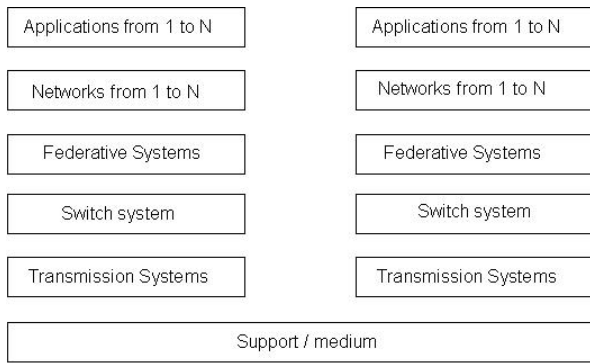 Applications from 1 to N
Applications from 1 to N
Networks from 1 to N
Networks from 1 to N
Federative Systems
Federative Systems
Switch system
Switch system
Transmission Systems
Transmission Systems
Support / medium